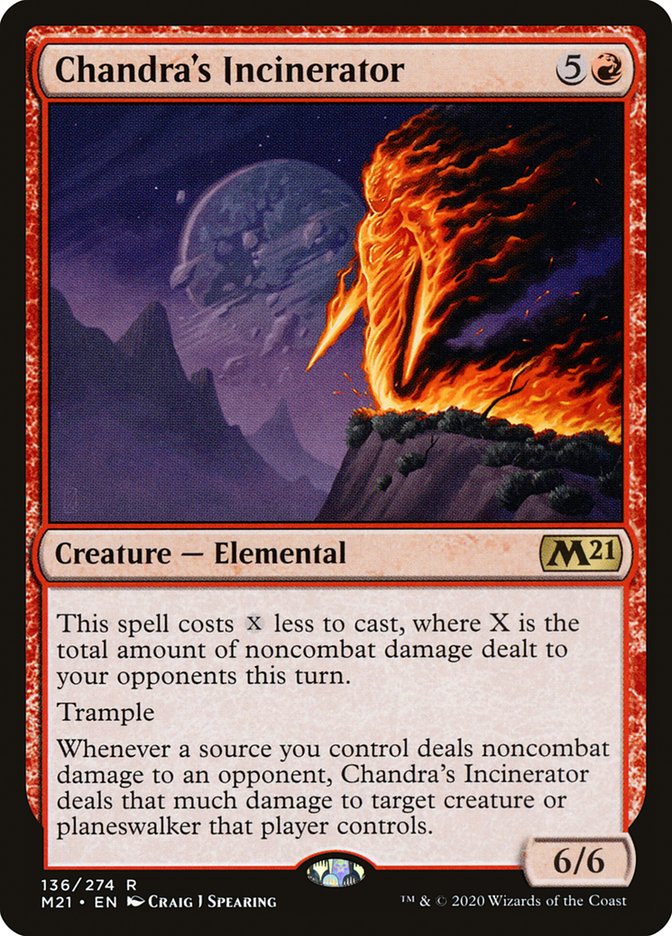 Chandra's Incinerator 5
Creature — Elemental M21
This spell costs X less to cast, where X is the
total amount of noncombat damage dealt to
your opponents this turn.
Trample
Whenever a source you control deals noncombat
damage to an opponent, Chandra's Incinerator
deals that much damage to target creature or
planeswalker that player controls.
6/6
136/274 R
M21 • EN Craig J Spearing ™ & © 2020 Wizards of the Coast